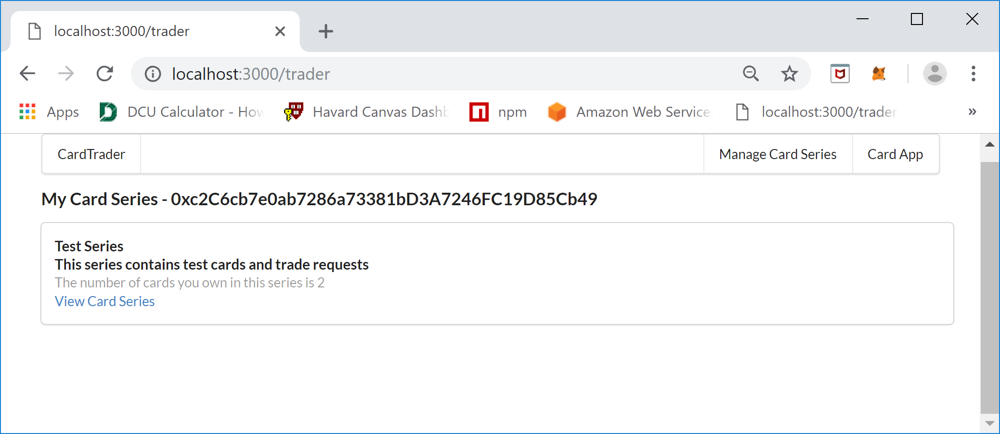 localhost:3000/trader
localhost:3000/trader
Apps DCU Calculator - How Havard Canvas Dashb npm Amazon Web Services localhost:3000/trader »
CardTrader Manage Card Series Card App
My Card Series - 0xc2C6cb7e0ab7286a73381bD3A7246FC19D85Cb49
Test Series
This series contains test cards and trade requests
The number of cards you own in this series is 2
View Card Series